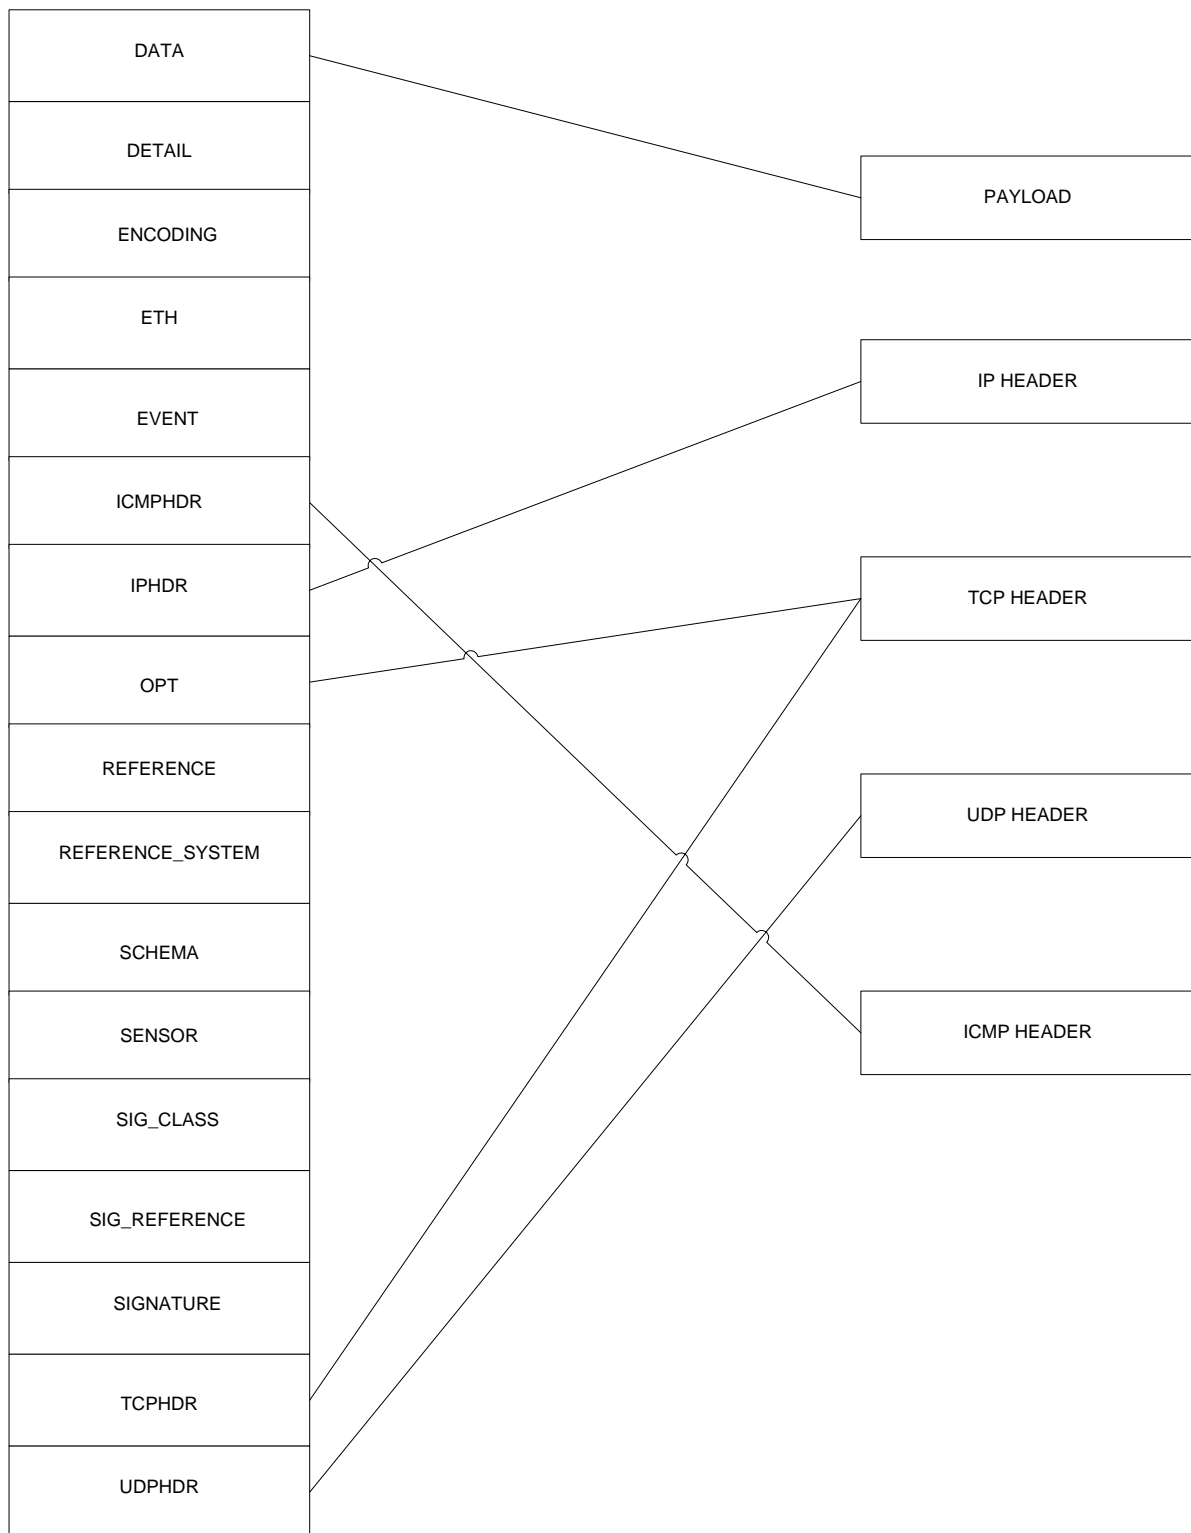 DATA
DETAIL
ENCODING
ETH
EVENT
ICMPHDR
IPHDR
OPT
REFERENCE
REFERENCE_SYSTEM
SCHEMA
SENSOR
SIG_CLASS
SIG_REFERENCE
SIGNATURE
TCPHDR
UDPHDR
PAYLOAD
IP HEADER
TCP HEADER
UDP HEADER
ICMP HEADER